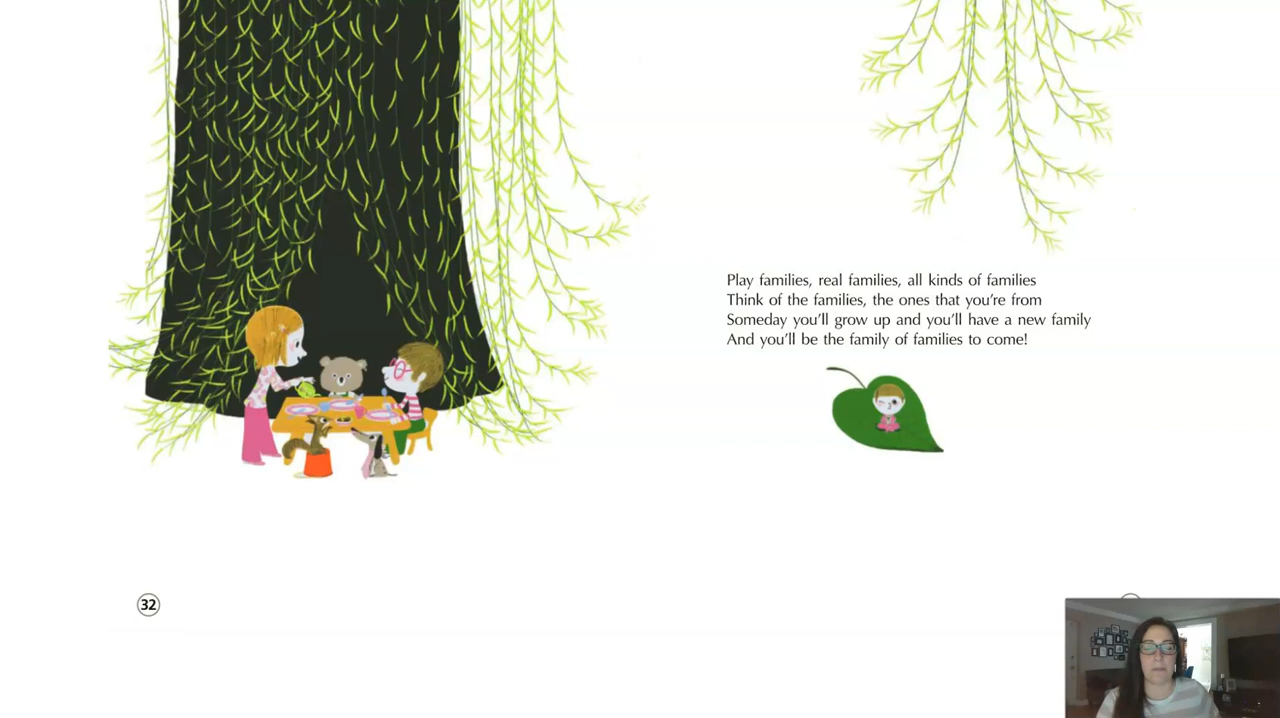 Play families, real families, all kinds of families
Think of the families, the ones that you're from
Someday you'll grow up and you'll have a new family
And you'll be the family of families to come!
32